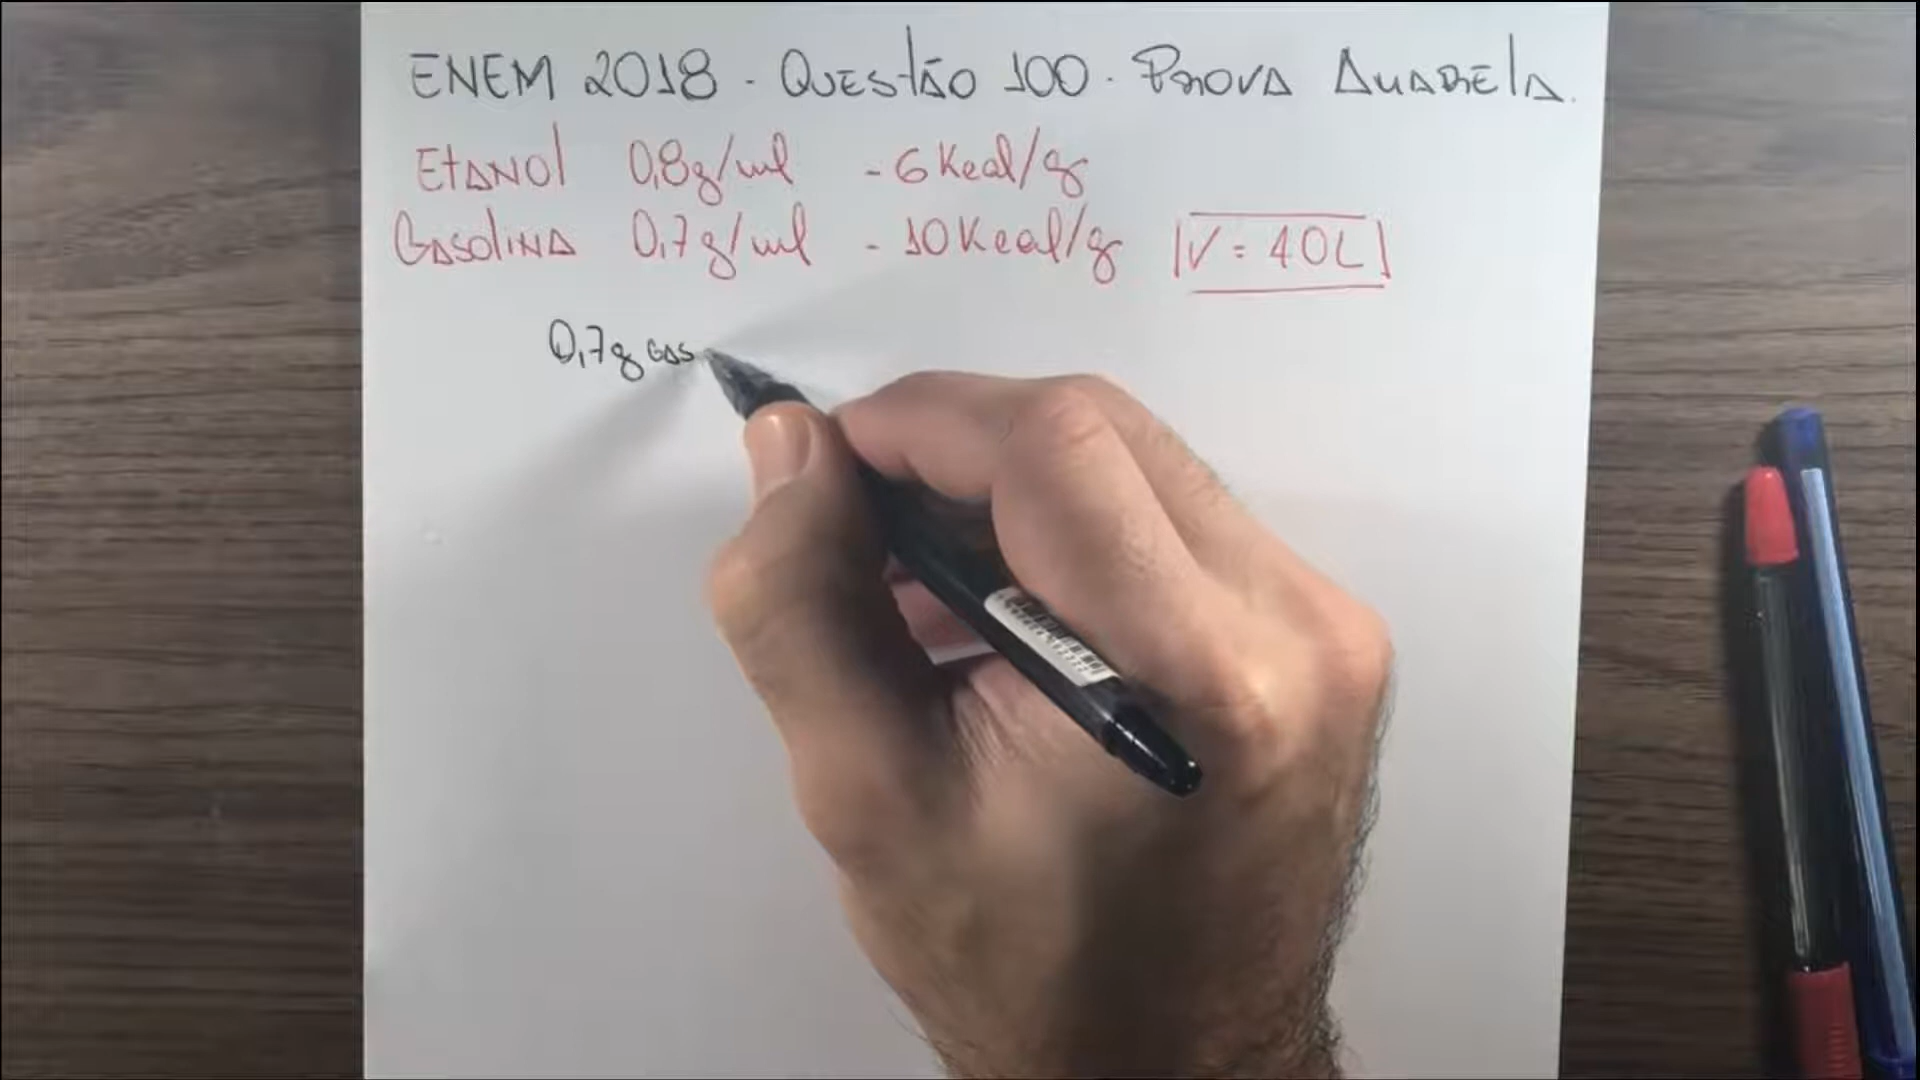 ENEM 2018 - QUEStÃO 100 - PROVA AMARElA.
EtANOl 0,8g/ml - 6Kcal/g
GASOlINA 0,7g/ml - 10Kcal/g |V = 40L|
0,7g GAS